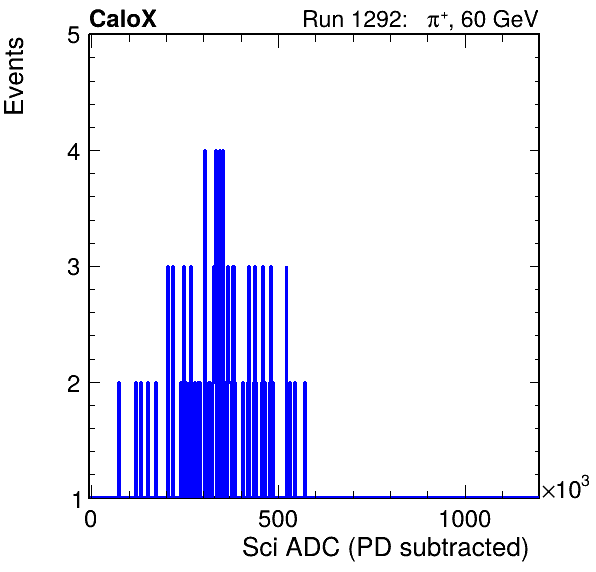 CaloX Run 1292: π⁺, 60 GeV
Events
5
4
3
2
1
×10³
0 500 1000
Sci ADC (PD subtracted)